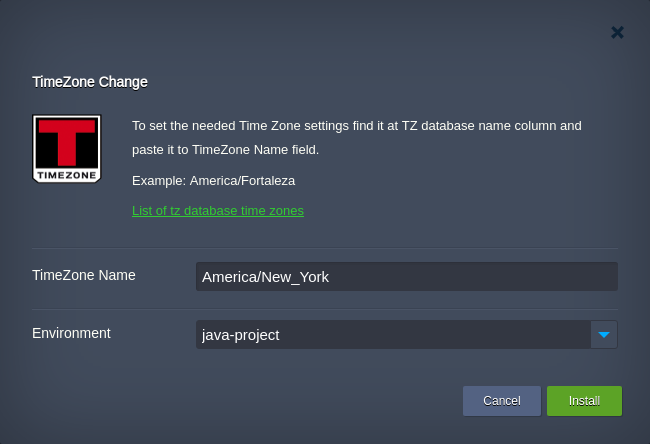 TimeZone Change
To set the needed Time Zone settings find it at TZ database name column and
paste it to TimeZone Name field.
TIMEZONE
Example: America/Fortaleza
List of tz database time zones
TimeZone Name
America/New_York
Environment
java-project
Cancel
Install